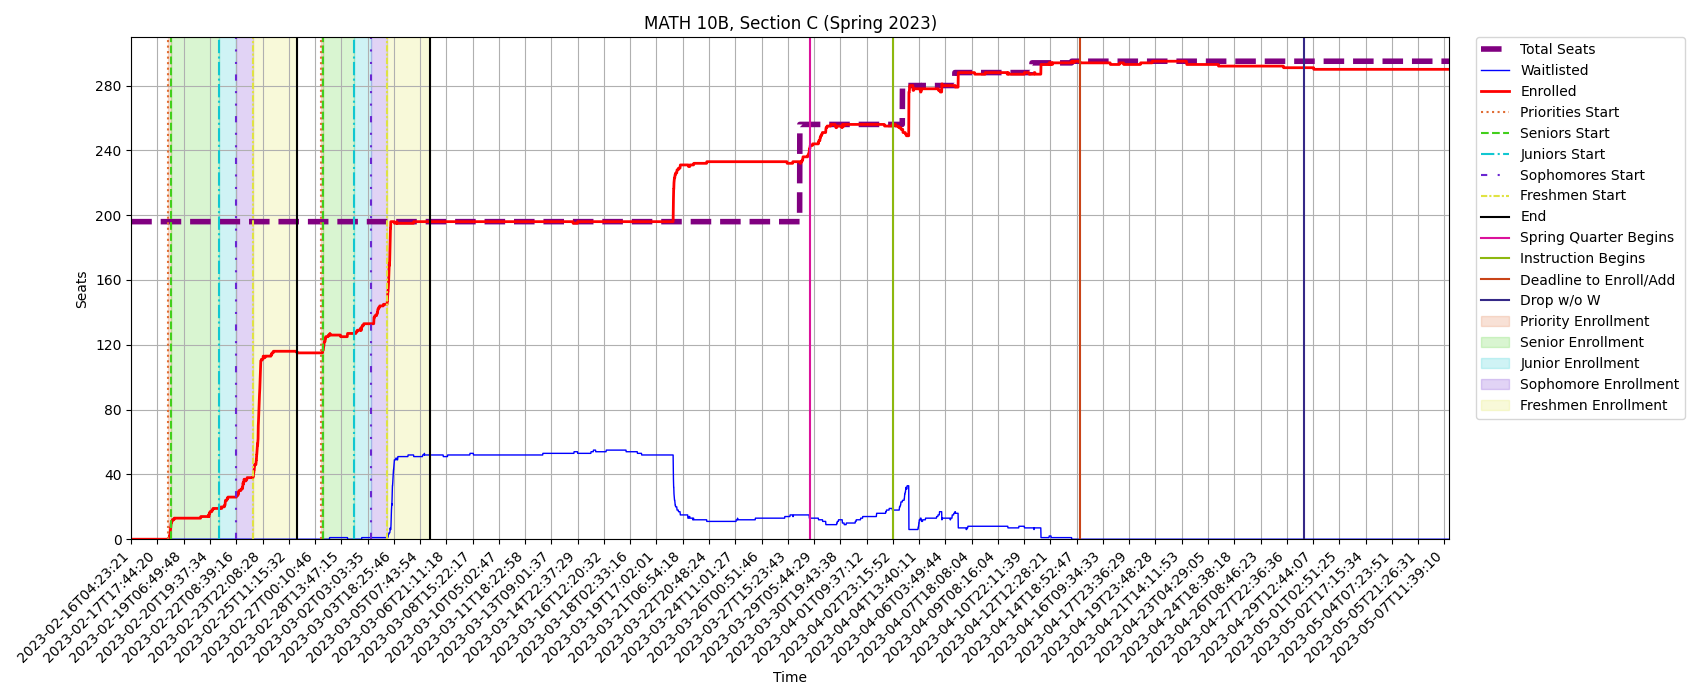 MATH 10B, Section C (Spring 2023)
Seats
280
240
200
160
120
80
40
0
2023-02-16T04:23:21
2023-02-17T17:44:20
2023-02-19T06:49:48
2023-02-20T19:37:34
2023-02-22T08:39:16
2023-02-23T22:08:28
2023-02-25T11:15:32
2023-02-27T00:10:46
2023-02-28T13:47:15
2023-03-02T03:03:35
2023-03-03T18:25:46
2023-03-05T07:43:54
2023-03-06T21:11:18
2023-03-08T15:22:17
2023-03-10T05:02:47
2023-03-11T18:22:58
2023-03-13T09:01:37
2023-03-14T22:37:29
2023-03-16T12:20:32
2023-03-18T02:33:16
2023-03-19T17:02:01
2023-03-21T06:54:18
2023-03-22T20:48:24
2023-03-24T11:01:27
2023-03-26T00:51:46
2023-03-27T15:23:43
2023-03-29T05:44:29
2023-03-30T19:43:38
2023-04-01T09:37:12
2023-04-02T23:15:52
2023-04-04T13:40:11
2023-04-06T03:49:44
2023-04-07T18:08:04
2023-04-09T08:16:04
2023-04-10T22:11:39
2023-04-12T12:28:21
2023-04-14T18:52:47
2023-04-16T09:34:33
2023-04-17T23:36:29
2023-04-19T23:48:28
2023-04-21T14:11:53
2023-04-23T04:29:05
2023-04-24T18:38:18
2023-04-26T08:46:23
2023-04-27T22:36:36
2023-04-29T12:44:07
2023-05-01T02:51:25
2023-05-02T17:15:34
2023-05-04T07:23:51
2023-05-05T21:26:31
2023-05-07T11:39:10
Time
Total Seats
Waitlisted
Enrolled
Priorities Start
Seniors Start
Juniors Start
Sophomores Start
Freshmen Start
End
Spring Quarter Begins
Instruction Begins
Deadline to Enroll/Add
Drop w/o W
Priority Enrollment
Senior Enrollment
Junior Enrollment
Sophomore Enrollment
Freshmen Enrollment